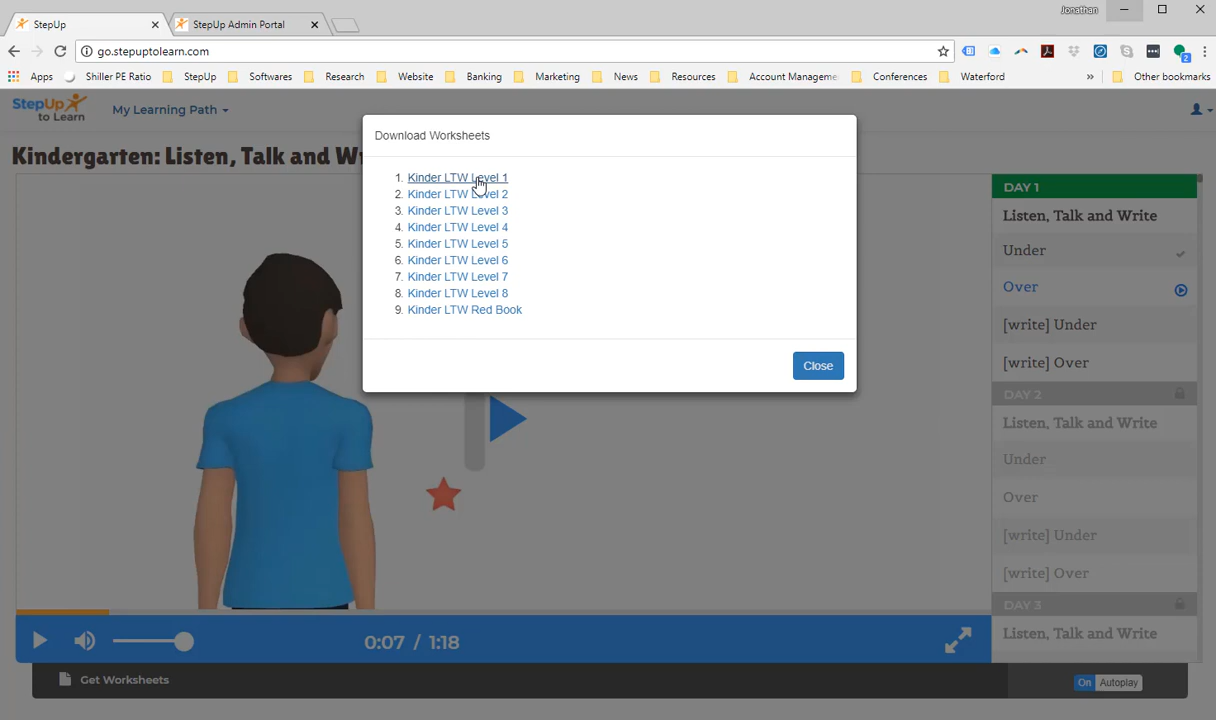 Jonathan
StepUp
StepUp Admin Portal
go.stepuptolearn.com
2
Apps
Shiller PE Ratio
StepUp
Softwares
Research
Website
Banking
Marketing
News
Resources
Account Manageme
Conferences
Waterford
»
Other bookmarks
StepUp
to Learn
My Learning Path
Kindergarten: Listen, Talk and Wr
Download Worksheets
1. Kinder LTW Level 1
2. Kinder LTW Level 2
3. Kinder LTW Level 3
4. Kinder LTW Level 4
5. Kinder LTW Level 5
6. Kinder LTW Level 6
7. Kinder LTW Level 7
8. Kinder LTW Level 8
9. Kinder LTW Red Book
Close
DAY 1
Listen, Talk and Write
Under
Over
[write] Under
[write] Over
DAY 2
Listen, Talk and Write
Under
Over
[write] Under
[write] Over
DAY 3
Listen, Talk and Write
0:07 / 1:18
Get Worksheets
On Autoplay